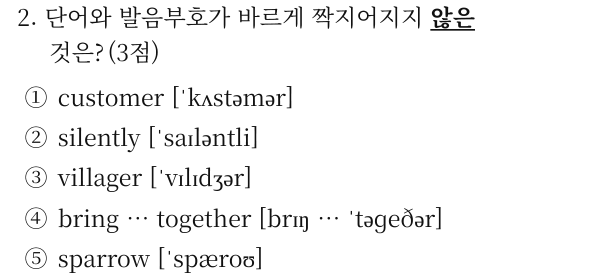 2. 단어와 발음부호가 바르게 짝지어지지 않은
것은? (3점)
① customer [ˈkʌstəmər]
② silently [ˈsaɪləntli]
③ villager [ˈvɪlɪdʒər]
④ bring ⋯ together [brɪŋ ⋯ ˈtəgeðər]
⑤ sparrow [ˈspæroʊ]